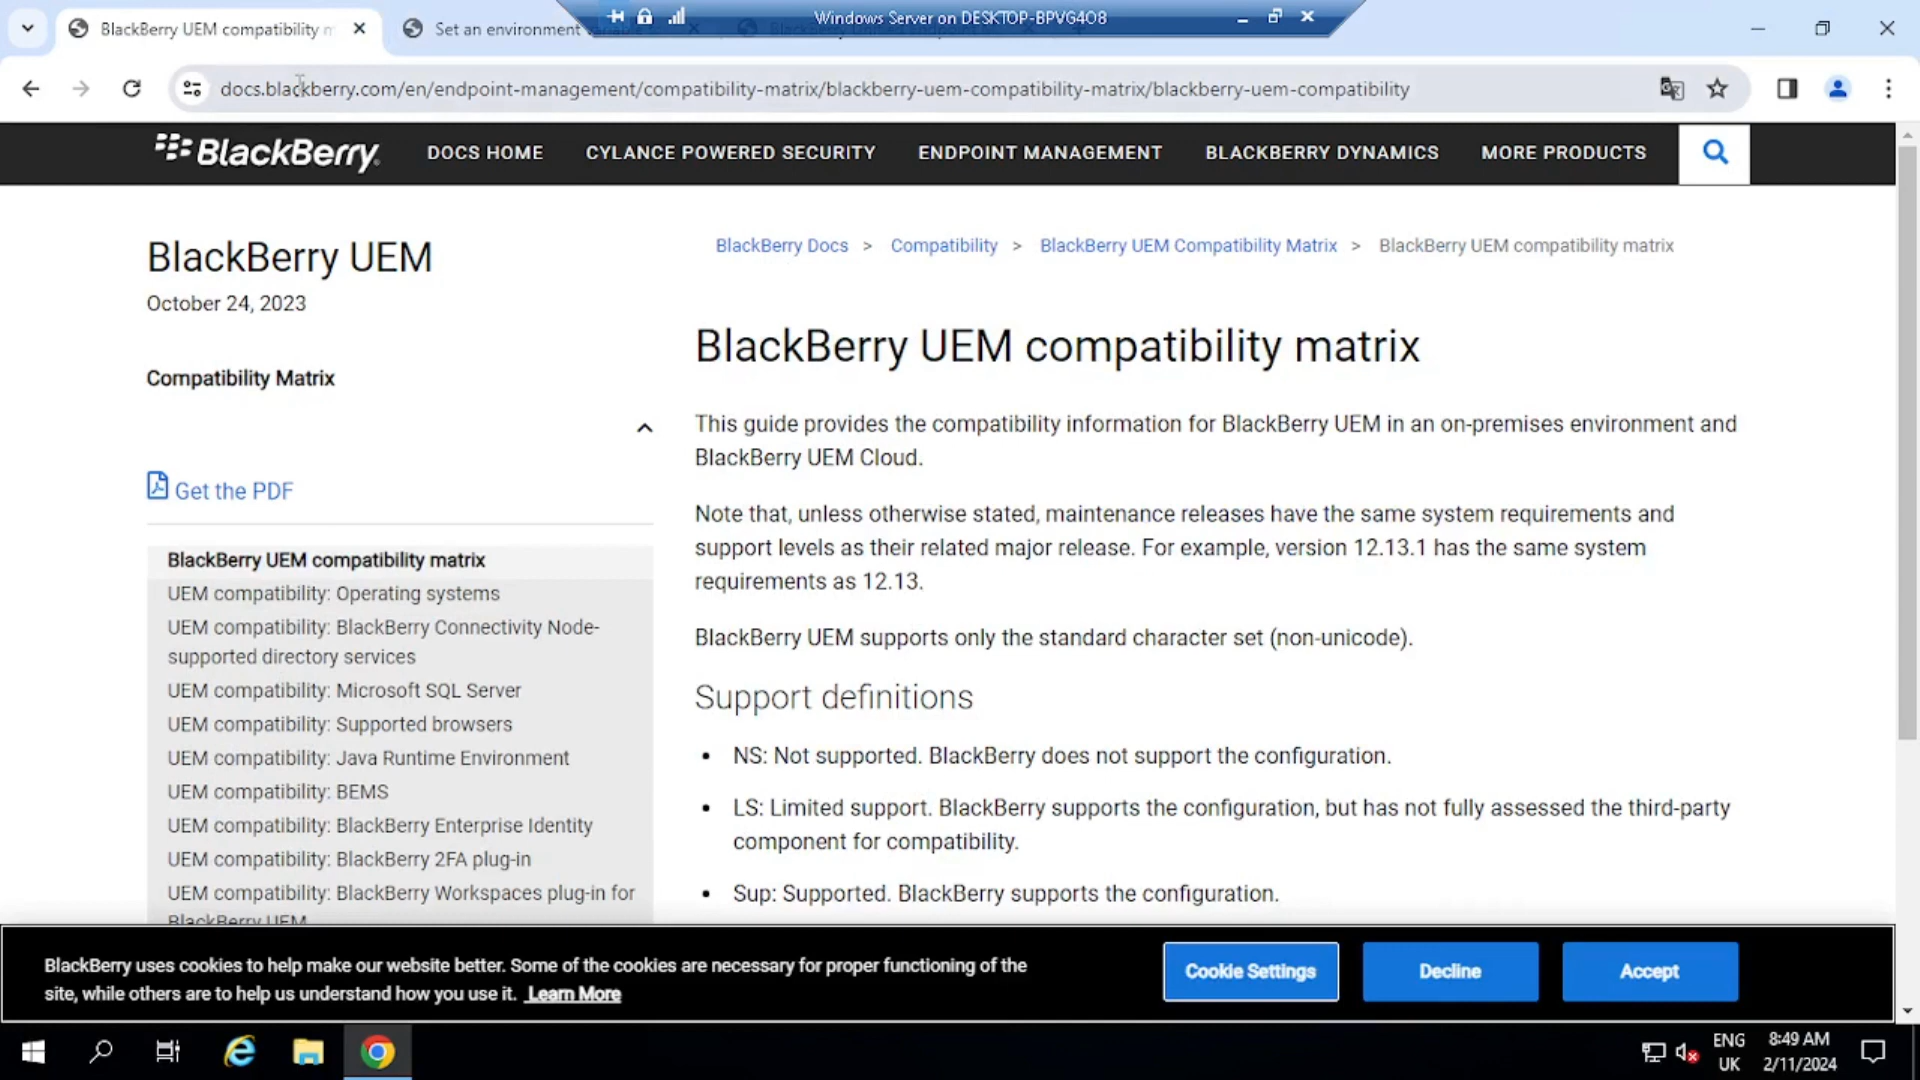 Windows Server on DESKTOP-BPVG4O8
BlackBerry UEM compatibility m
Set an environment
docs.blackberry.com/en/endpoint-management/compatibility-matrix/blackberry-uem-compatibility-matrix/blackberry-uem-compatibility
BlackBerry
DOCS HOME
CYLANCE POWERED SECURITY
ENDPOINT MANAGEMENT
BLACKBERRY DYNAMICS
MORE PRODUCTS
BlackBerry UEM
October 24, 2023
Compatibility Matrix
Get the PDF
BlackBerry UEM compatibility matrix
UEM compatibility: Operating systems
UEM compatibility: BlackBerry Connectivity Node-
supported directory services
UEM compatibility: Microsoft SQL Server
UEM compatibility: Supported browsers
UEM compatibility: Java Runtime Environment
UEM compatibility: BEMS
UEM compatibility: BlackBerry Enterprise Identity
UEM compatibility: BlackBerry 2FA plug-in
UEM compatibility: BlackBerry Workspaces plug-in for
BlackBerry UEM
BlackBerry Docs > Compatibility > BlackBerry UEM Compatibility Matrix > BlackBerry UEM compatibility matrix
BlackBerry UEM compatibility matrix
This guide provides the compatibility information for BlackBerry UEM in an on-premises environment and
BlackBerry UEM Cloud.
Note that, unless otherwise stated, maintenance releases have the same system requirements and
support levels as their related major release. For example, version 12.13.1 has the same system
requirements as 12.13.
BlackBerry UEM supports only the standard character set (non-unicode).
Support definitions
• NS: Not supported. BlackBerry does not support the configuration.
• LS: Limited support. BlackBerry supports the configuration, but has not fully assessed the third-party
component for compatibility.
• Sup: Supported. BlackBerry supports the configuration.
BlackBerry uses cookies to help make our website better. Some of the cookies are necessary for proper functioning of the
site, while others are to help us understand how you use it. Learn More
Cookie Settings
Decline
Accept
ENG
UK
8:49 AM
2/11/2024